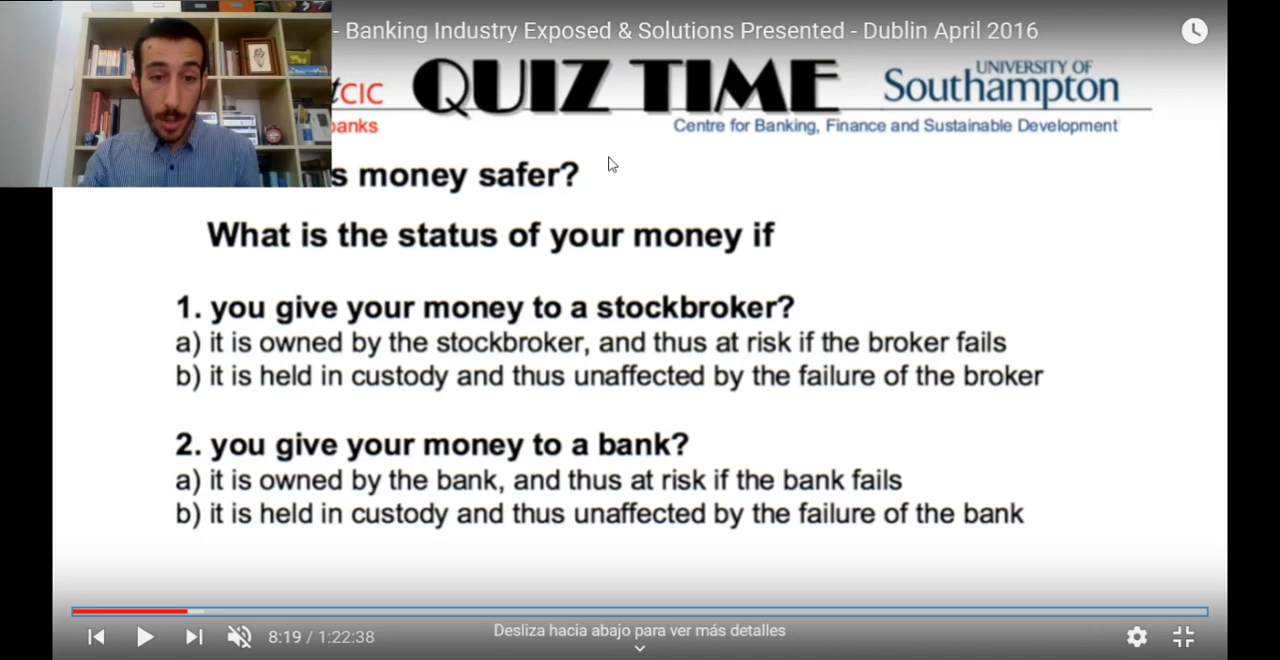 - Banking Industry Exposed & Solutions Presented - Dublin April 2016
tCIC
QUIZ TIME
UNIVERSITY OF
Southampton
banks
Centre for Banking, Finance and Sustainable Development
s money safer?
What is the status of your money if
1. you give your money to a stockbroker?
a) it is owned by the stockbroker, and thus at risk if the broker fails
b) it is held in custody and thus unaffected by the failure of the broker
2. you give your money to a bank?
a) it is owned by the bank, and thus at risk if the bank fails
b) it is held in custody and thus unaffected by the failure of the bank
8:19 / 1:22:38
Desliza hacia abajo para ver más detalles